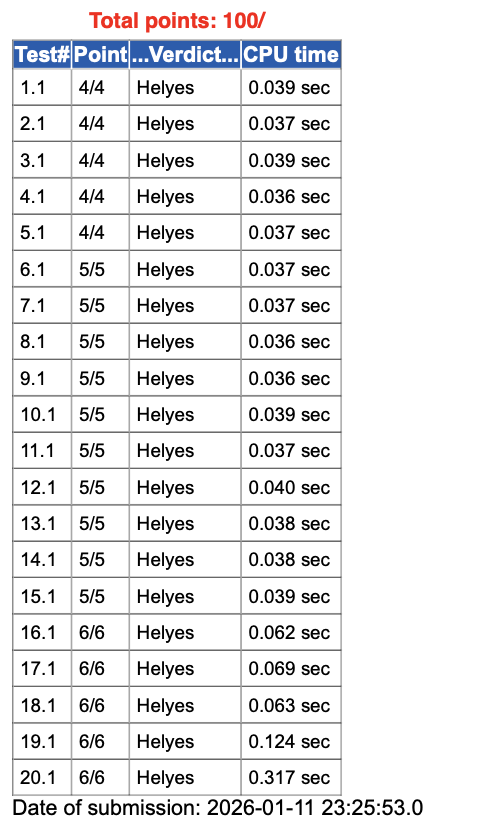 Total points: 100/
Test# Point ...Verdict... CPU time
1.1 4/4 Helyes 0.039 sec
2.1 4/4 Helyes 0.037 sec
3.1 4/4 Helyes 0.039 sec
4.1 4/4 Helyes 0.036 sec
5.1 4/4 Helyes 0.037 sec
6.1 5/5 Helyes 0.037 sec
7.1 5/5 Helyes 0.037 sec
8.1 5/5 Helyes 0.036 sec
9.1 5/5 Helyes 0.036 sec
10.1 5/5 Helyes 0.039 sec
11.1 5/5 Helyes 0.037 sec
12.1 5/5 Helyes 0.040 sec
13.1 5/5 Helyes 0.038 sec
14.1 5/5 Helyes 0.038 sec
15.1 5/5 Helyes 0.039 sec
16.1 6/6 Helyes 0.062 sec
17.1 6/6 Helyes 0.069 sec
18.1 6/6 Helyes 0.063 sec
19.1 6/6 Helyes 0.124 sec
20.1 6/6 Helyes 0.317 sec
Date of submission: 2026-01-11 23:25:53.0